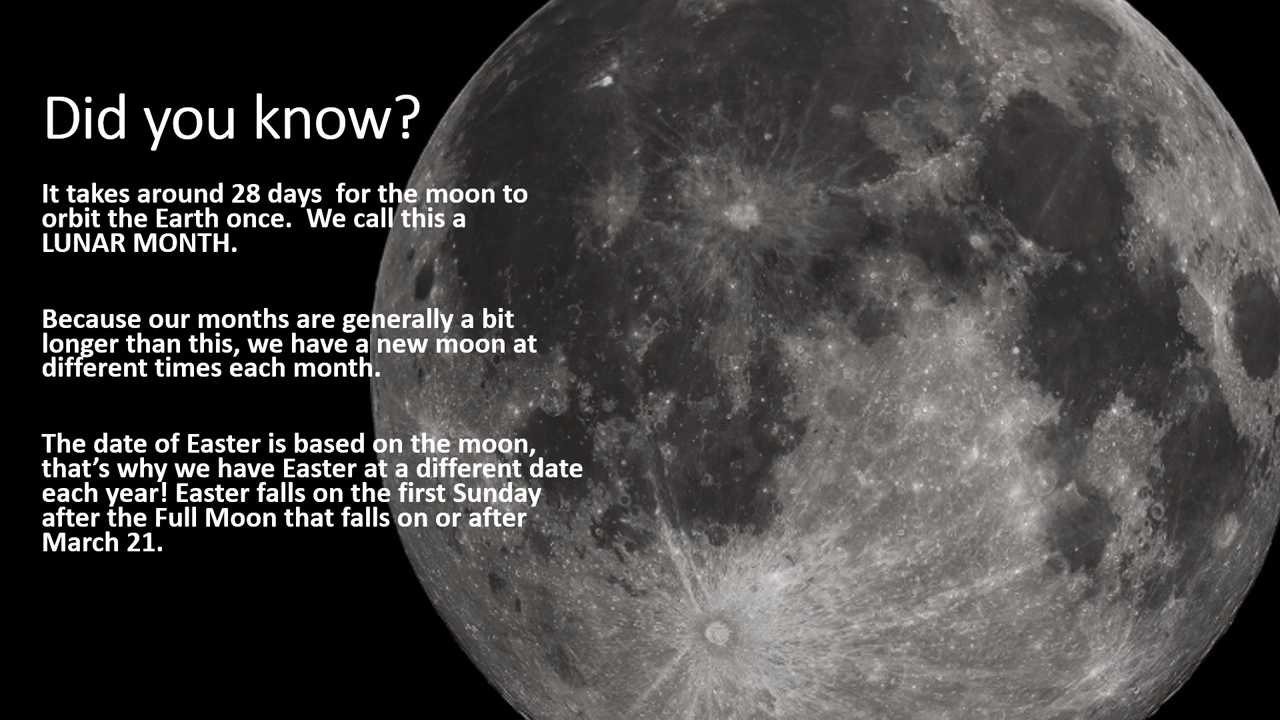 Did you know?
It takes around 28 days  for the moon to
orbit the Earth once.  We call this a
LUNAR MONTH.
Because our months are generally a bit
longer than this, we have a new moon at
different times each month.
The date of Easter is based on the moon,
that’s why we have Easter at a different date
each year! Easter falls on the first Sunday
after the Full Moon that falls on or after
March 21.